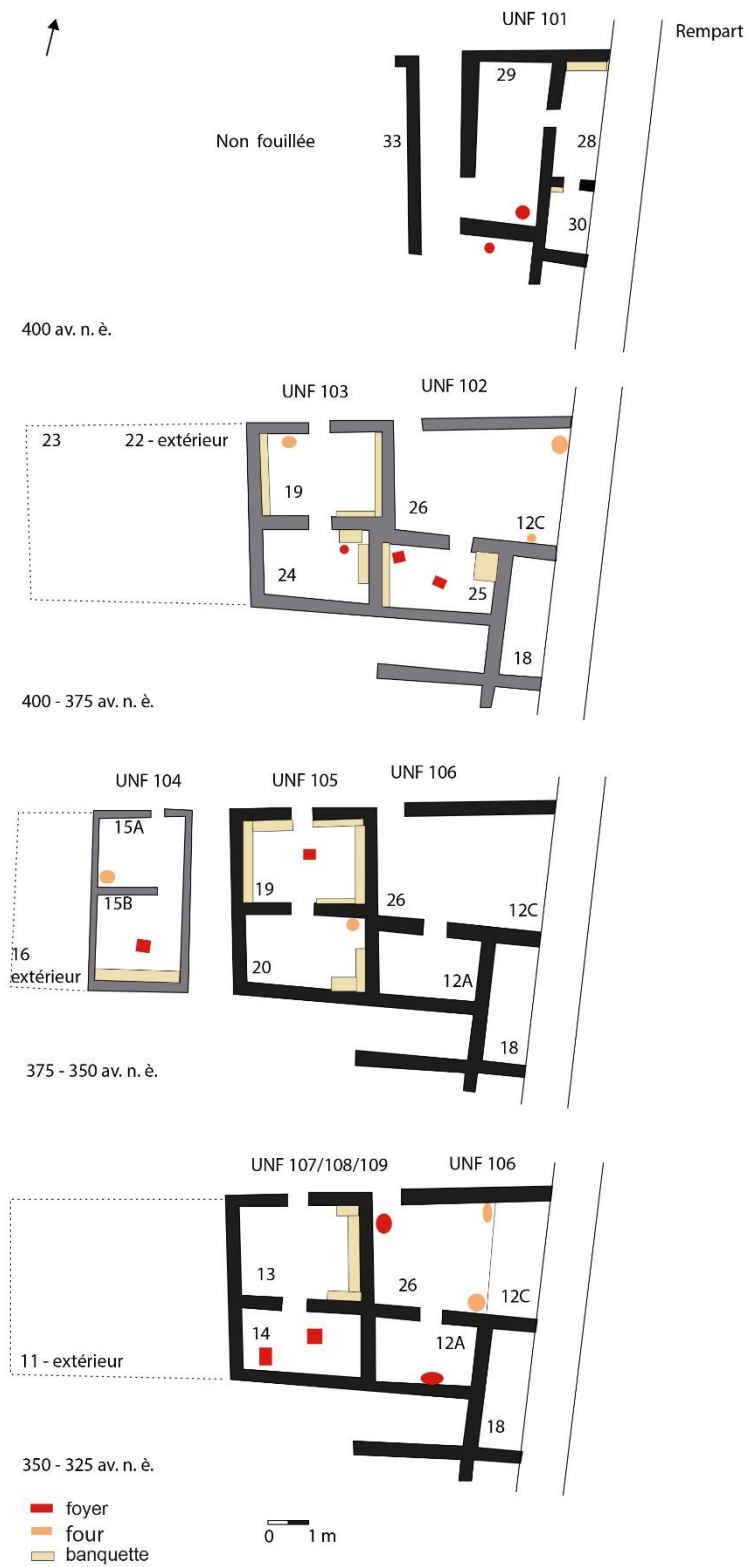 UNF 101
Rempart
29
Non fouillée
33
28
30
400 av. n. è.
UNF 103
UNF 102
23
22 - extérieur
19
26
12C
24
25
18
400 - 375 av. n. è.
UNF 104
UNF 105
UNF 106
15A
19
26
12C
15B
16
extérieur
20
12A
18
375 - 350 av. n. è.
UNF 107/108/109
UNF 106
13
26
12C
14
12A
11 - extérieur
18
350 - 325 av. n. è.
foyer
four
banquette
0 1 m